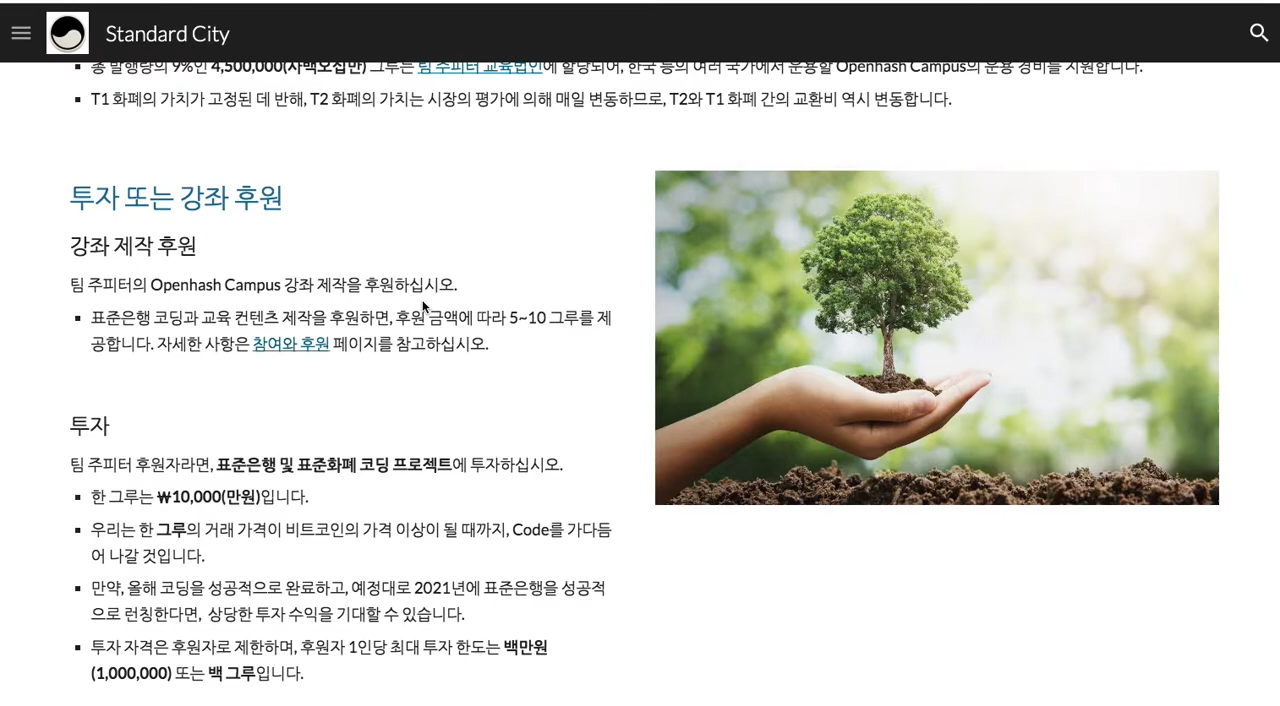 Standard City
총 발행량의 9%인 4,500,000(사백오십만) 그루는 팀 주피터 교육법인에 할당되어, 한국 등의 여러 국가에서 운용할 Openhash Campus의 운용 경비를 지원합니다.
T1 화폐의 가치가 고정된 데 반해, T2 화폐의 가치는 시장의 평가에 의해 매일 변동하므로, T2와 T1 화폐 간의 교환비 역시 변동합니다.
투자 또는 강좌 후원
강좌 제작 후원
팀 주피터의 Openhash Campus 강좌 제작을 후원하십시오.
표준은행 코딩과 교육 컨텐츠 제작을 후원하면, 후원 금액에 따라 5~10 그루를 제
공합니다. 자세한 사항은 참여와 후원 페이지를 참고하십시오.
투자
팀 주피터 후원자라면, 표준은행 및 표준화폐 코딩 프로젝트에 투자하십시오.
한 그루는 ₩10,000(만원)입니다.
우리는 한 그루의 거래 가격이 비트코인의 가격 이상이 될 때까지, Code를 가다듬
어 나갈 것입니다.
만약, 올해 코딩을 성공적으로 완료하고, 예정대로 2021년에 표준은행을 성공적
으로 런칭한다면, 상당한 투자 수익을 기대할 수 있습니다.
투자 자격은 후원자로 제한하며, 후원자 1인당 최대 투자 한도는 백만원
(1,000,000) 또는 백 그루입니다.